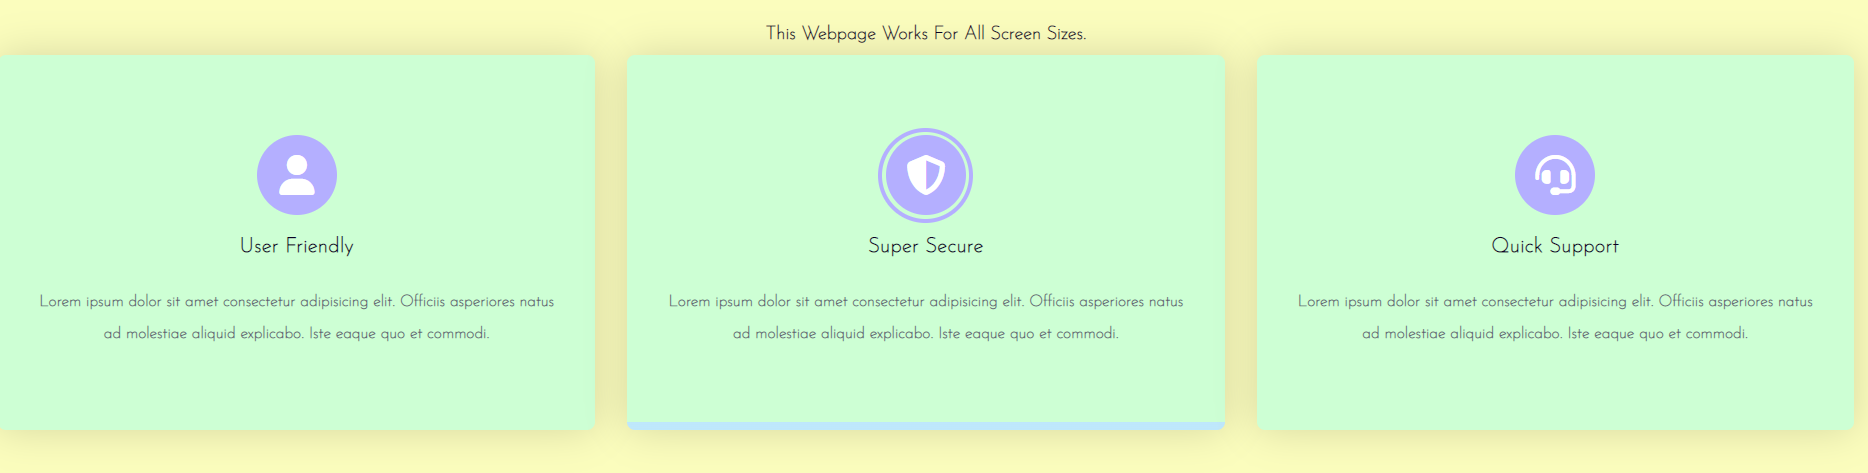 This Webpage Works For All Screen Sizes.
User Friendly
Lorem ipsum dolor sit amet consectetur adipisicing elit. Officiis asperiores natus
ad molestiae aliquid explicabo. Iste eaque quo et commodi.
Super Secure
Lorem ipsum dolor sit amet consectetur adipisicing elit. Officiis asperiores natus
ad molestiae aliquid explicabo. Iste eaque quo et commodi.
Quick Support
Lorem ipsum dolor sit amet consectetur adipisicing elit. Officiis asperiores natus
ad molestiae aliquid explicabo. Iste eaque quo et commodi.